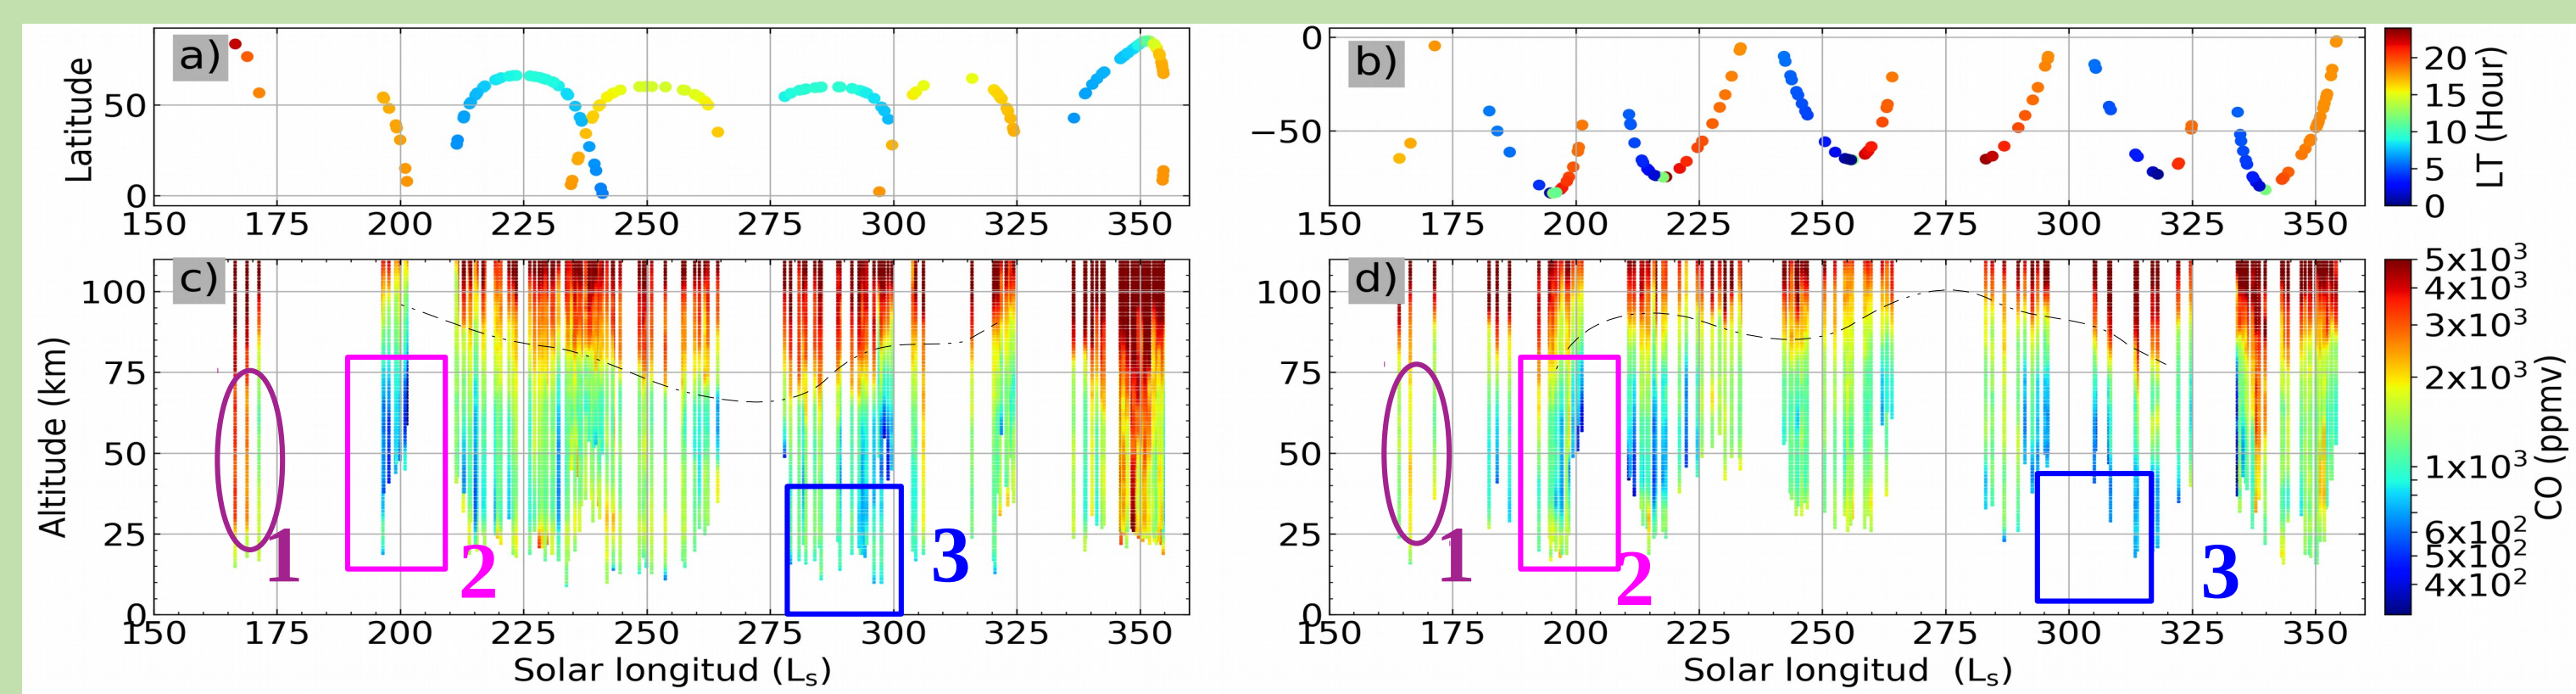 a)
Latitude
50
0
150 175 200 225 250 275 300 325 350
b)
0
−50
150 175 200 225 250 275 300 325 350
20
15
10
5
0
LT (Hour)
c)
Altitude (km)
100
75
50
25
0
1
2
3
150 175 200 225 250 275 300 325 350
Solar longitud (Ls)
d)
100
75
50
25
0
1
2
3
150 175 200 225 250 275 300 325 350
Solar longitud (Ls)
5x10³
4x10³
3x10³
2x10³
1x10³
6x10²
5x10²
4x10²
CO (ppmv)